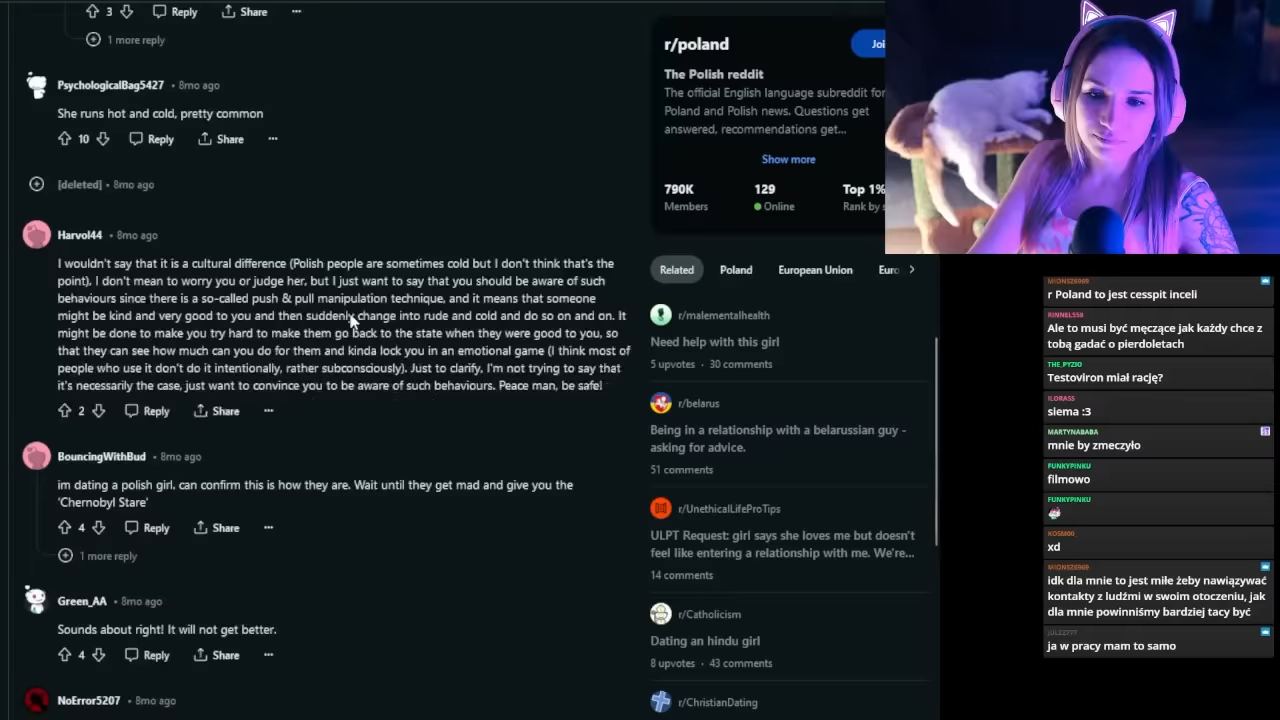 3 Reply Share ...
1 more reply
PsychologicalBag5427 • 8mo ago
She runs hot and cold, pretty common
10 Reply Share ...
[deleted] • 8mo ago
Harvol44 • 8mo ago
I wouldn't say that it is a cultural difference (Polish people are sometimes cold but I don't think that's the
point). I don't mean to worry you or judge her, but I just want to say that you should be aware of such
behaviours since there is a so-called push & pull manipulation technique, and it means that someone
might be kind and very good to you and then suddenly change into rude and cold and do so on and on. It
might be done to make you try hard to make them go back to the state when they were good to you, so
that they can see how much can you do for them and kinda lock you in an emotional game (I think most of
people who use it don't do it intentionally, rather subconsciously). Just to clarify, I'm not trying to say that
it's necessarily the case, just want to convince you to be aware of such behaviours. Peace man, be safe!
2 Reply Share ...
BouncingWithBud • 8mo ago
im dating a polish girl, can confirm this is how they are. Wait until they get mad and give you the
'Chernobyl Stare'
4 Reply Share ...
1 more reply
Green_AA • 8mo ago
Sounds about right! It will not get better.
4 Reply Share ...
NoError5207 • 8mo ago
r/poland
Joi
The Polish reddit
The official English language subreddit for
Poland and Polish news. Questions get
answered, recommendations get...
Show more
790K 129 Top 1%
Members Online Rank by s
Related Poland European Union Euro
r/malementalhealth
Need help with this girl
5 upvotes • 30 comments
r/belarus
Being in a relationship with a belarussian guy -
asking for advice.
51 comments
r/UnethicalLifeProTips
ULPT Request: girl says she loves me but doesn't
feel like entering a relationship with me. We're...
14 comments
r/Catholicism
Dating an hindu girl
8 upvotes • 43 comments
r/ChristianDating
r Poland to jest cesspit inceli
RINNEL558
Ale to musi być męczące jak każdy chce z
tobą gadać o pierdoletach
THE_PYZIO
Testoviron miał rację?
ILORASS
siema :3
MARTYNABABA
mnie by zmeczyło
FUNKYPINKU
filmowo
FUNKYPINKU
xd
idk dla mnie to jest miłe żeby nawiązywać
kontakty z ludźmi w swoim otoczeniu, jak
dla mnie powinniśmy bardziej tacy być
ja w pracy mam to samo